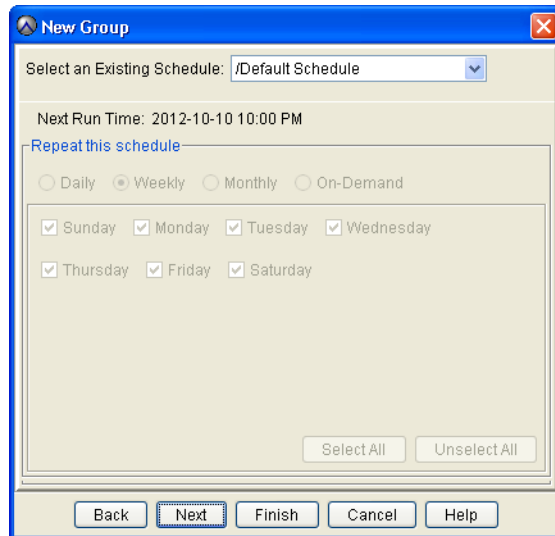 New Group
Select an Existing Schedule: /Default Schedule
Next Run Time: 2012-10-10 10:00 PM
Repeat this schedule
Daily Weekly Monthly On-Demand
Sunday Monday Tuesday Wednesday
Thursday Friday Saturday
Select All Unselect All
Back Next Finish Cancel Help